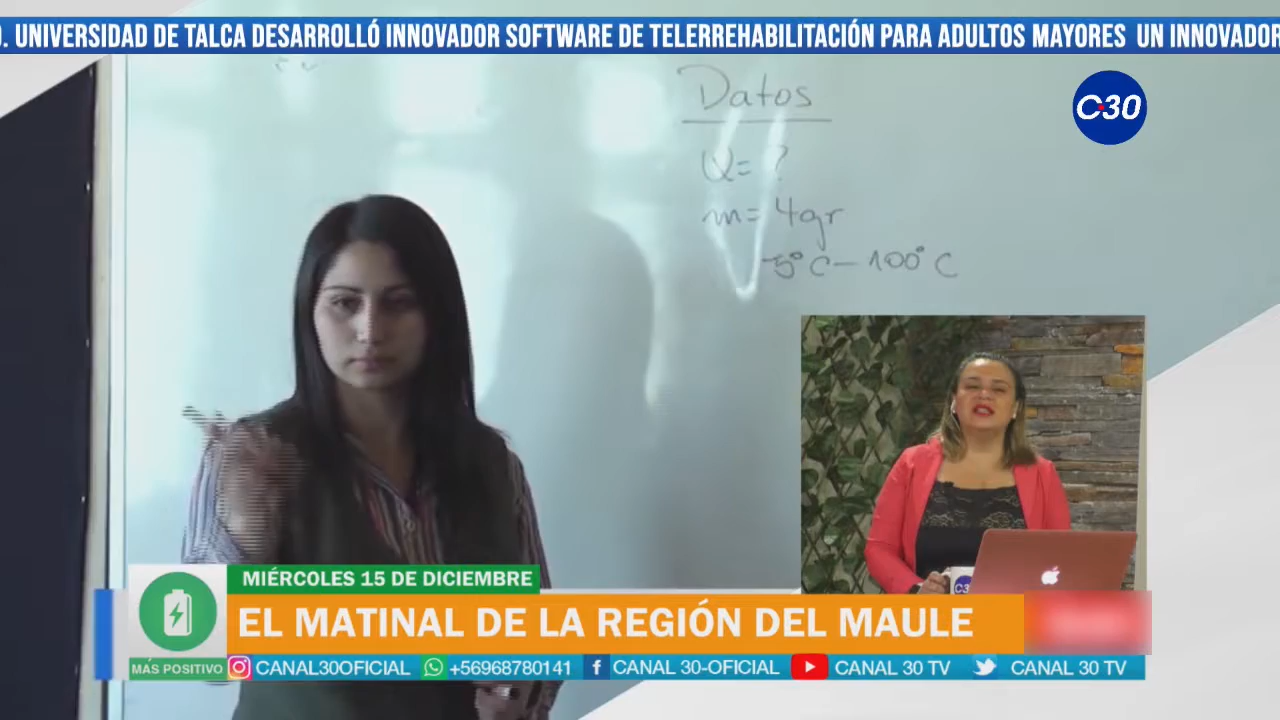 . UNIVERSIDAD DE TALCA DESARROLLÓ INNOVADOR SOFTWARE DE TELERREHABILITACIÓN PARA ADULTOS MAYORES UN INNOVADOR
C30
Datos
Q= ?
m= 4gr
-5°C - 100°C
MIÉRCOLES 15 DE DICIEMBRE
EL MATINAL DE LA REGIÓN DEL MAULE
MÁS POSITIVO
CANAL30OFICIAL +56968780141 CANAL 30-OFICIAL CANAL 30 TV CANAL 30 TV